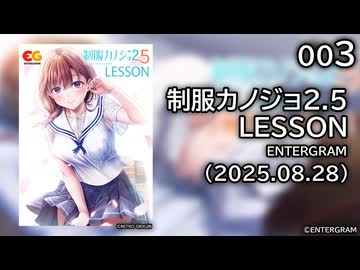 003
EG
制服カノジョ2.5
LESSON
©NITRO ORIGIN
制服カノジョ2.5
LESSON
ENTERGRAM
(2025.08.28)
©ENTERGRAM